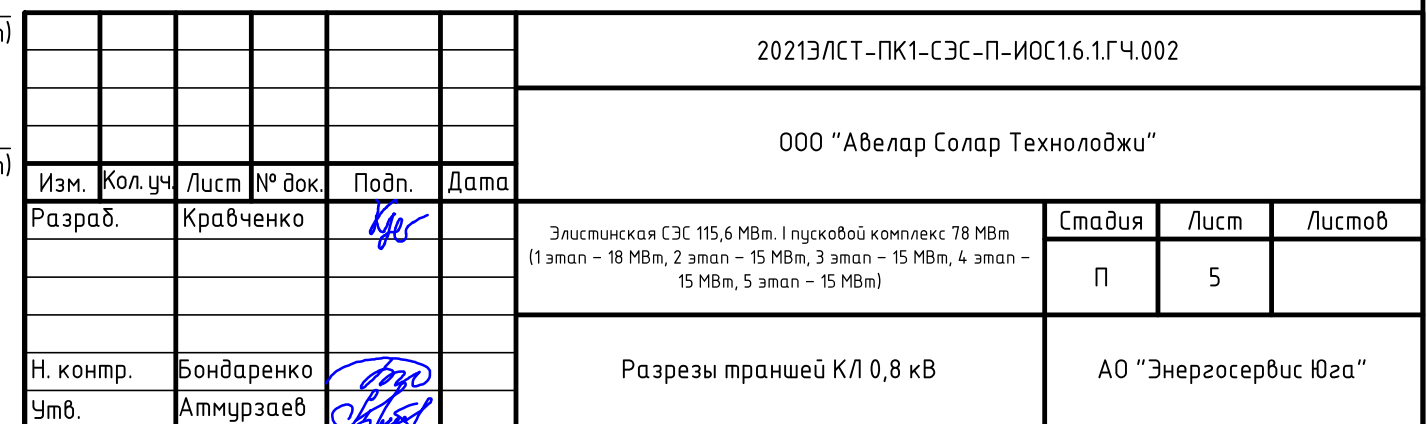 2021ЭЛСТ-ПК1-СЭС-П-ИОС1.6.1.ГЧ.002
ООО "Авелар Солар Технолоджи"
Изм. Кол. уч. Лист № док. Подп. Дата
Разраб. Кравченко
Элистинская СЭС 115,6 МВт. I пусковой комплекс 78 МВт
(1 этап – 18 МВт, 2 этап – 15 МВт, 3 этап – 15 МВт, 4 этап –
15 МВт, 5 этап – 15 МВт)
Стадия Лист Листов
П 5
Н. контр. Бондаренко
Утв. Атмурзаев
Разрезы траншей КЛ 0,8 кВ
АО "Энергосервис Юга"